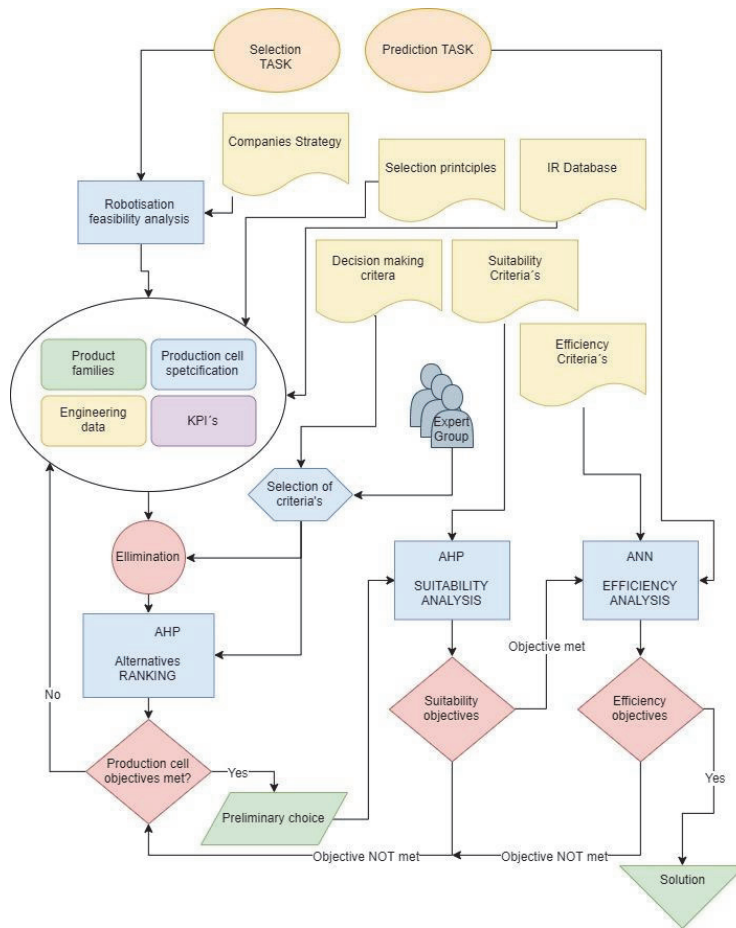 Selection
TASK
Prediction TASK
Companies Strategy
Selection printciples
IR Database
Robotisation
feasibility analysis
Decision making
critera
Suitability
Criteria´s
Efficiency
Criteria´s
Product
families
Production cell
spetcification
Engineering
data
KPI´s
Expert
Group
Selection of
criteria's
Ellimination
AHP
SUITABILITY
ANALYSIS
ANN
EFFICIENCY
ANALYSIS
AHP
Alternatives
RANKING
Objective met
No
Suitability
objectives
Efficiency
objectives
Production cell
objectives met?
Yes
Yes
Preliminary choice
Objective NOT met
Objective NOT met
Solution